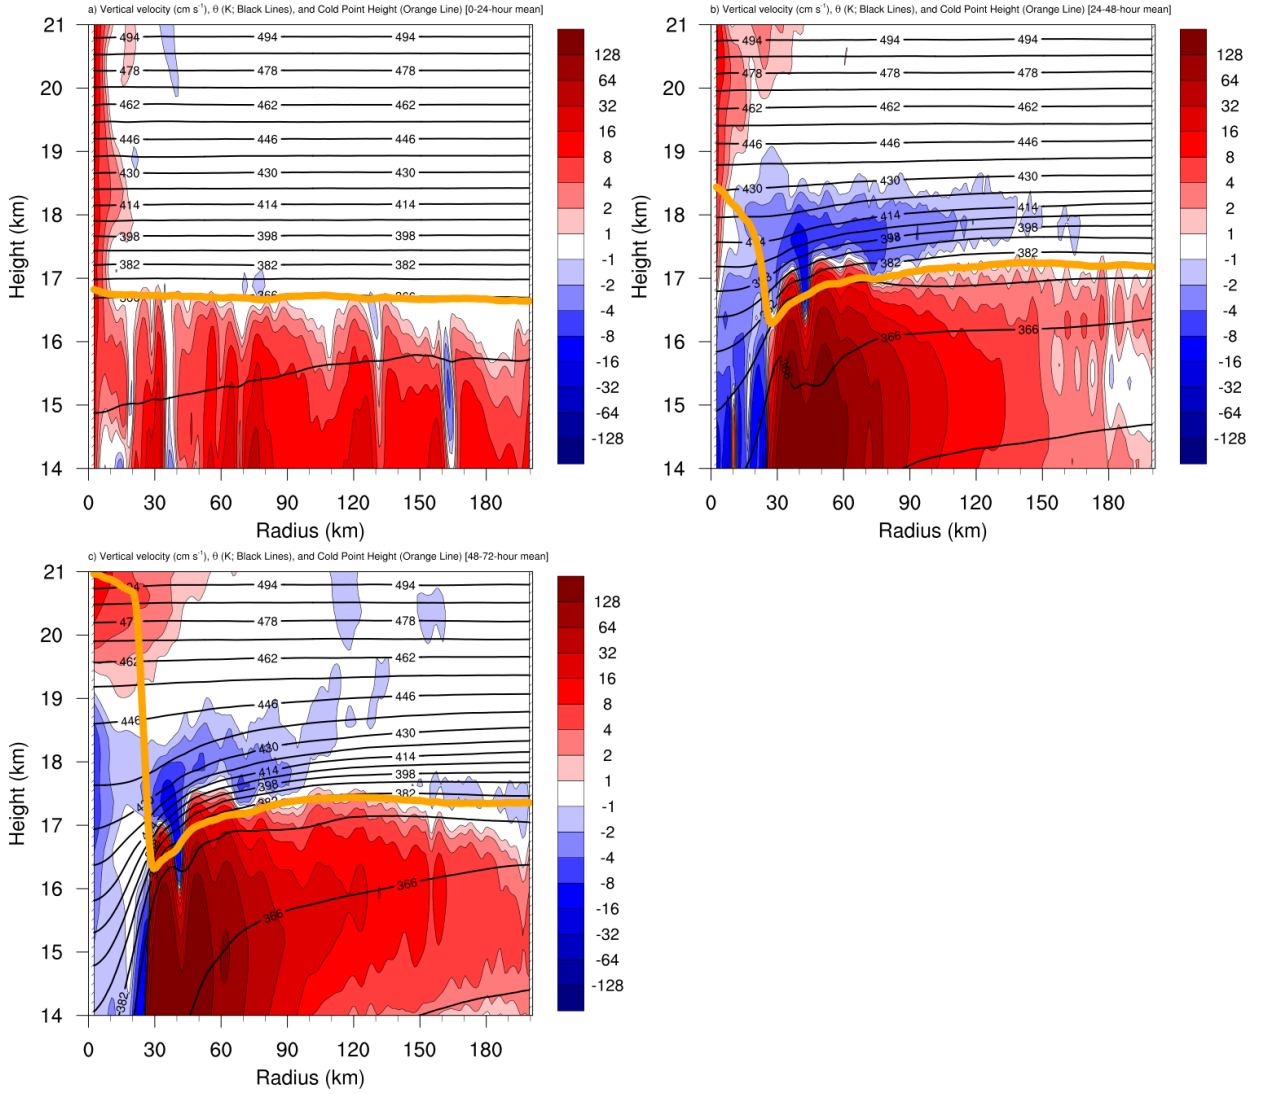 a) Vertical velocity (cm s⁻¹), θ (K; Black Lines), and Cold Point Height (Orange Line) [0-24-hour mean]
21
20
19
18
17
16
15
14
Height (km)
494 494 494
478 478 478
462 462 462
446 446 446
430 430 430
414 414 414
398 398 398
382 382 382
366 366 366
0 30 60 90 120 150 180
Radius (km)
128
64
32
16
8
4
2
1
-1
-2
-4
-8
-16
-32
-64
-128
b) Vertical velocity (cm s⁻¹), θ (K; Black Lines), and Cold Point Height (Orange Line) [24-48-hour mean]
21
20
19
18
17
16
15
14
Height (km)
494 494 494
478 478 478
462 462 462
446 446 446
430 430 430
414 414 414
398 398
382 382
366 366 366
0 30 60 90 120 150 180
Radius (km)
128
64
32
16
8
4
2
1
-1
-2
-4
-8
-16
-32
-64
-128
c) Vertical velocity (cm s⁻¹), θ (K; Black Lines), and Cold Point Height (Orange Line) [48-72-hour mean]
21
20
19
18
17
16
15
14
Height (km)
494 494 494
478 478 478
462 462 462
446 446 446
430 430 430
414 414
398 398
382 382 382
366 366
0 30 60 90 120 150 180
Radius (km)
128
64
32
16
8
4
2
1
-1
-2
-4
-8
-16
-32
-64
-128